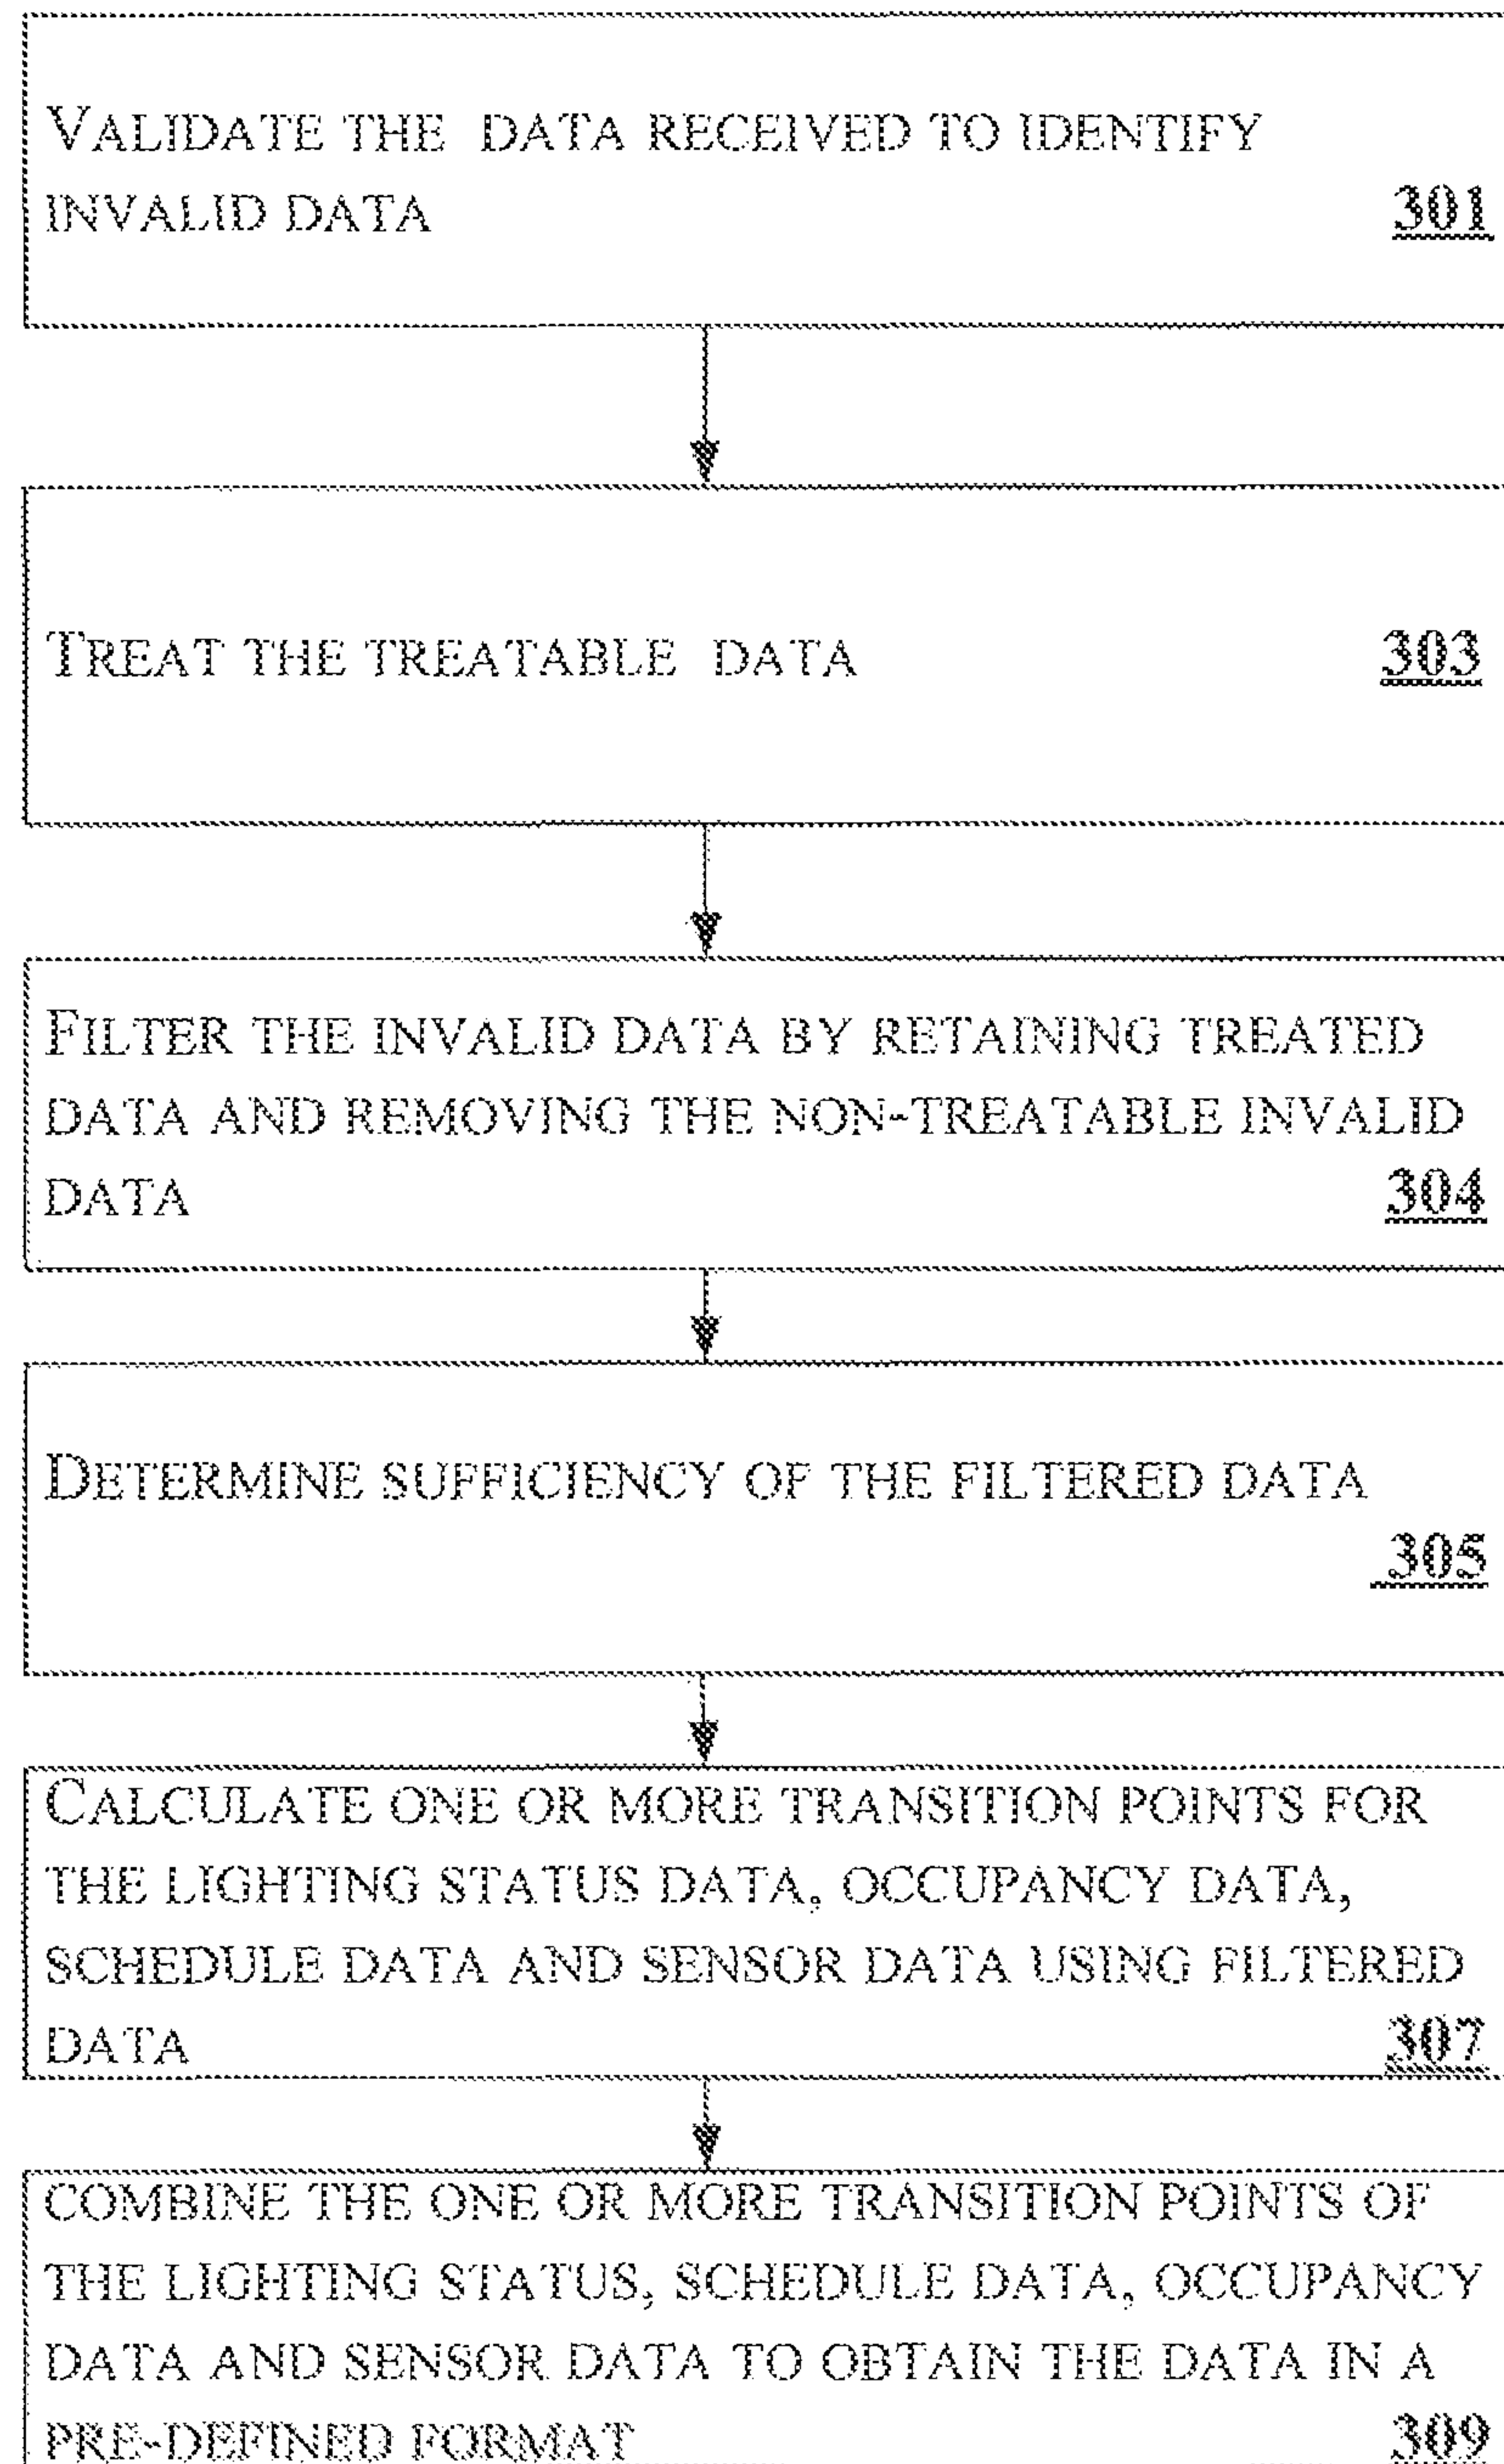 VALIDATE THE DATA RECEIVED TO IDENTIFY
INVALID DATA 301
TREAT THE TREATABLE DATA 303
FILTER THE INVALID DATA BY RETAINING TREATED
DATA AND REMOVING THE NON-TREATABLE INVALID
DATA 304
DETERMINE SUFFICIENCY OF THE FILTERED DATA
305
CALCULATE ONE OR MORE TRANSITION POINTS FOR
THE LIGHTING STATUS DATA, OCCUPANCY DATA,
SCHEDULE DATA AND SENSOR DATA USING FILTERED
DATA 307
COMBINE THE ONE OR MORE TRANSITION POINTS OF
THE LIGHTING STATUS, SCHEDULE DATA, OCCUPANCY
DATA AND SENSOR DATA TO OBTAIN THE DATA IN A
PRE-DEFINED FORMAT 309